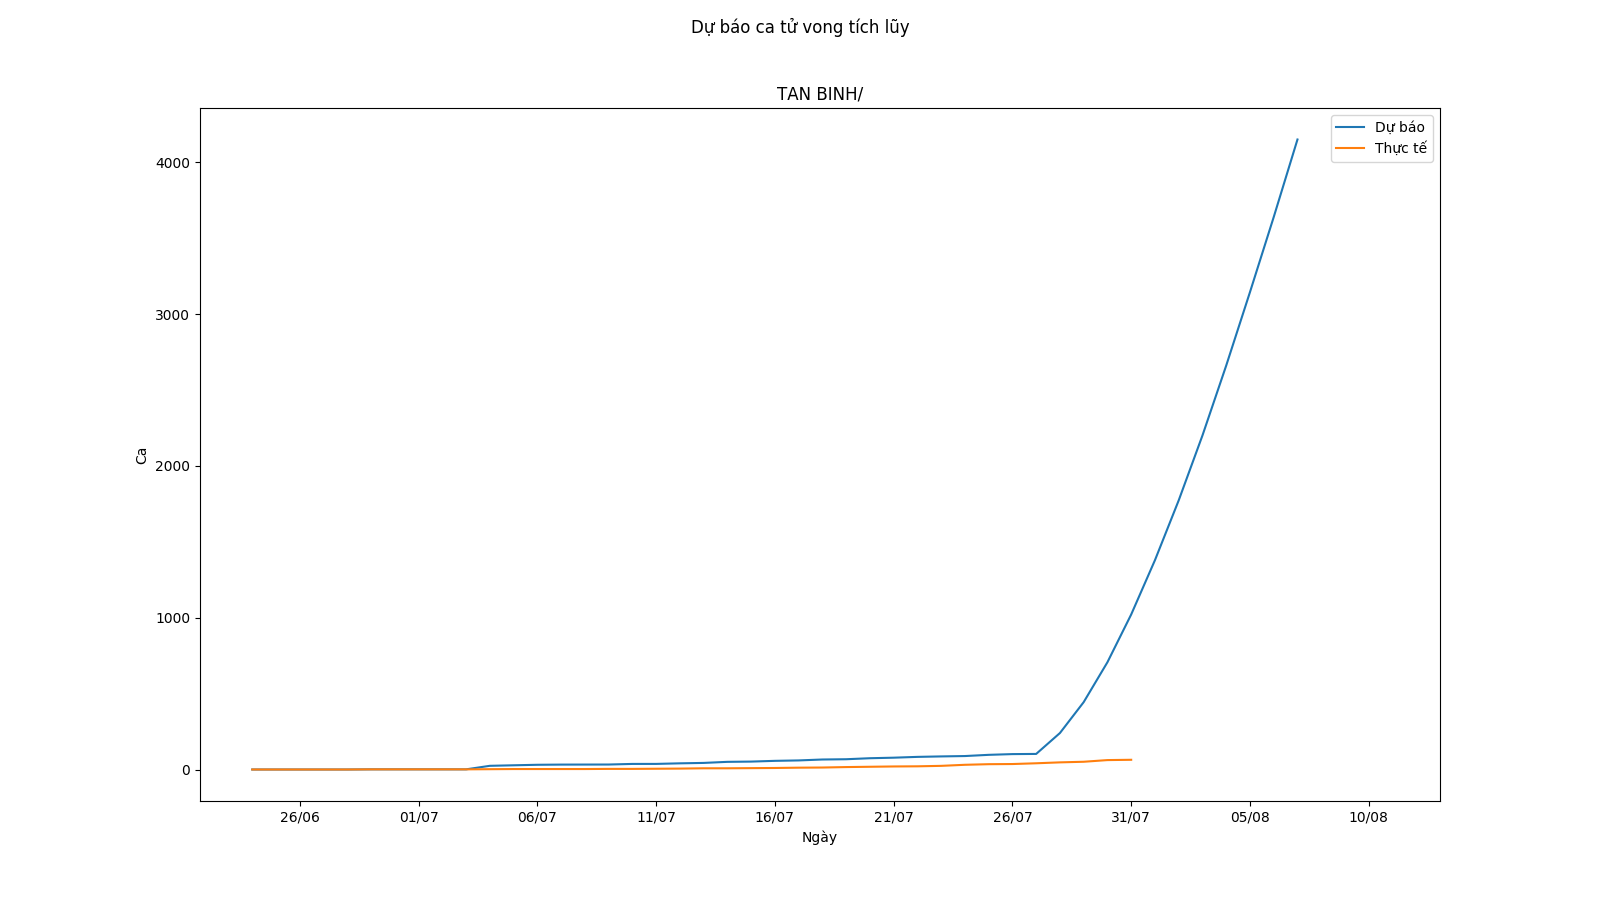 Dự báo ca tử vong tích lũy
TAN BINH/
Dự báo
Thực tế
4000
3000
2000
1000
0
Ca
26/06 01/07 06/07 11/07 16/07 21/07 26/07 31/07 05/08 10/08
Ngày